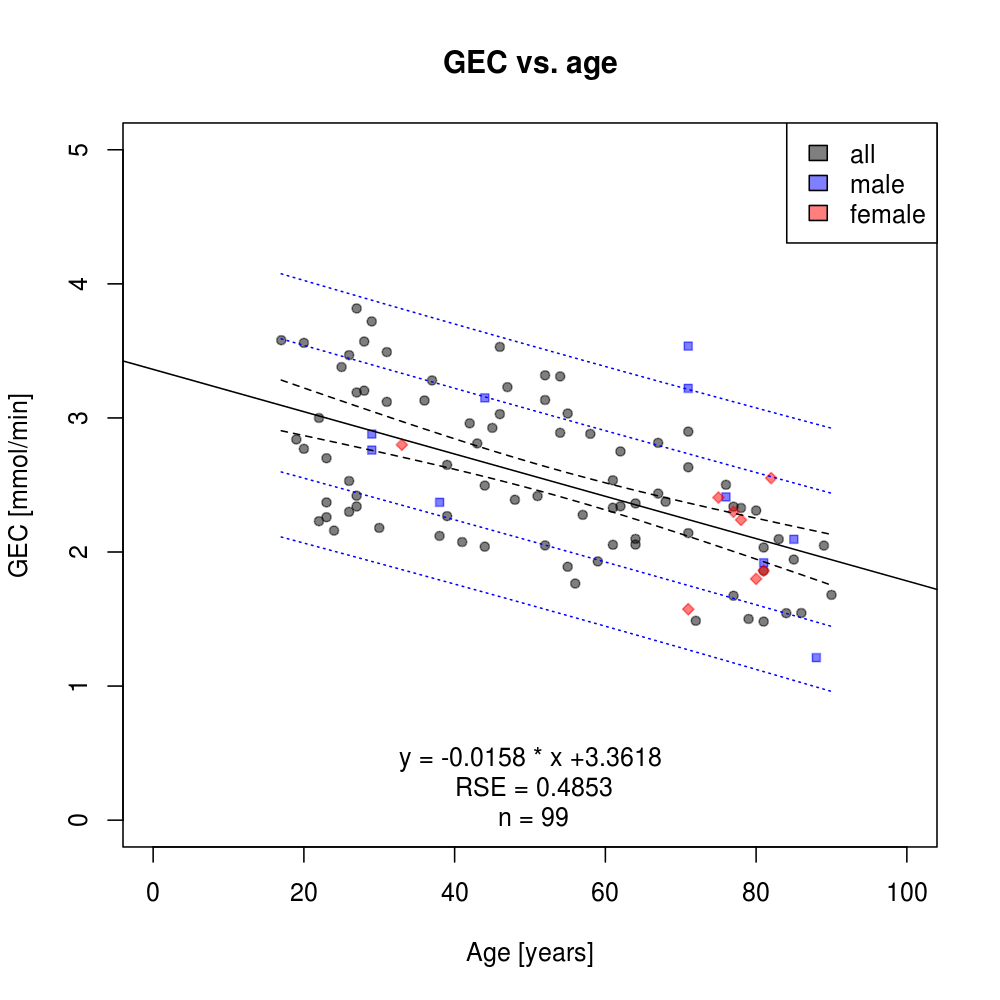 GEC vs. age
all
male
female
GEC [mmol/min]
5
4
3
2
1
0
y = -0.0158 * x +3.3618
RSE = 0.4853
n = 99
0 20 40 60 80 100
Age [years]